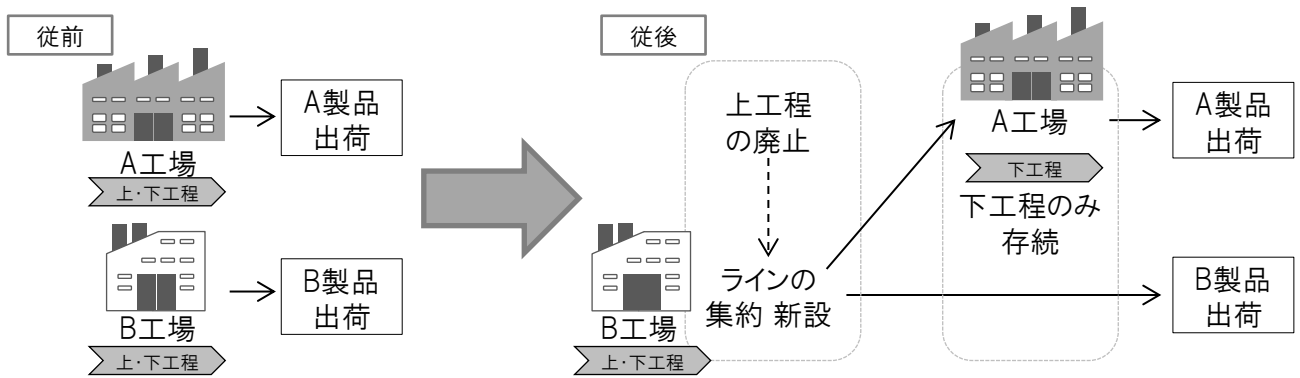 従前
A製品
出荷
A工場
上・下工程
B製品
出荷
B工場
上・下工程
従後
上工程
の廃止
ラインの
集約 新設
B工場
上・下工程
A工場
下工程
下工程のみ
存続
A製品
出荷
B製品
出荷